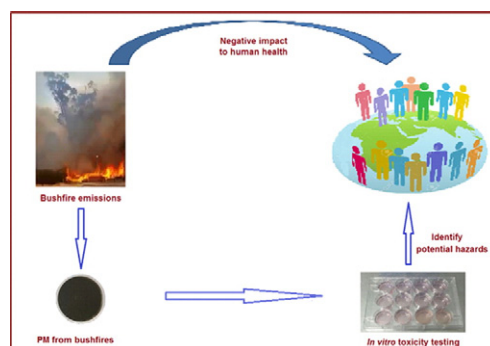 Negative impact
to human health
Bushfire emissions
Identify
potential hazards
PM from bushfires
In vitro toxicity testing